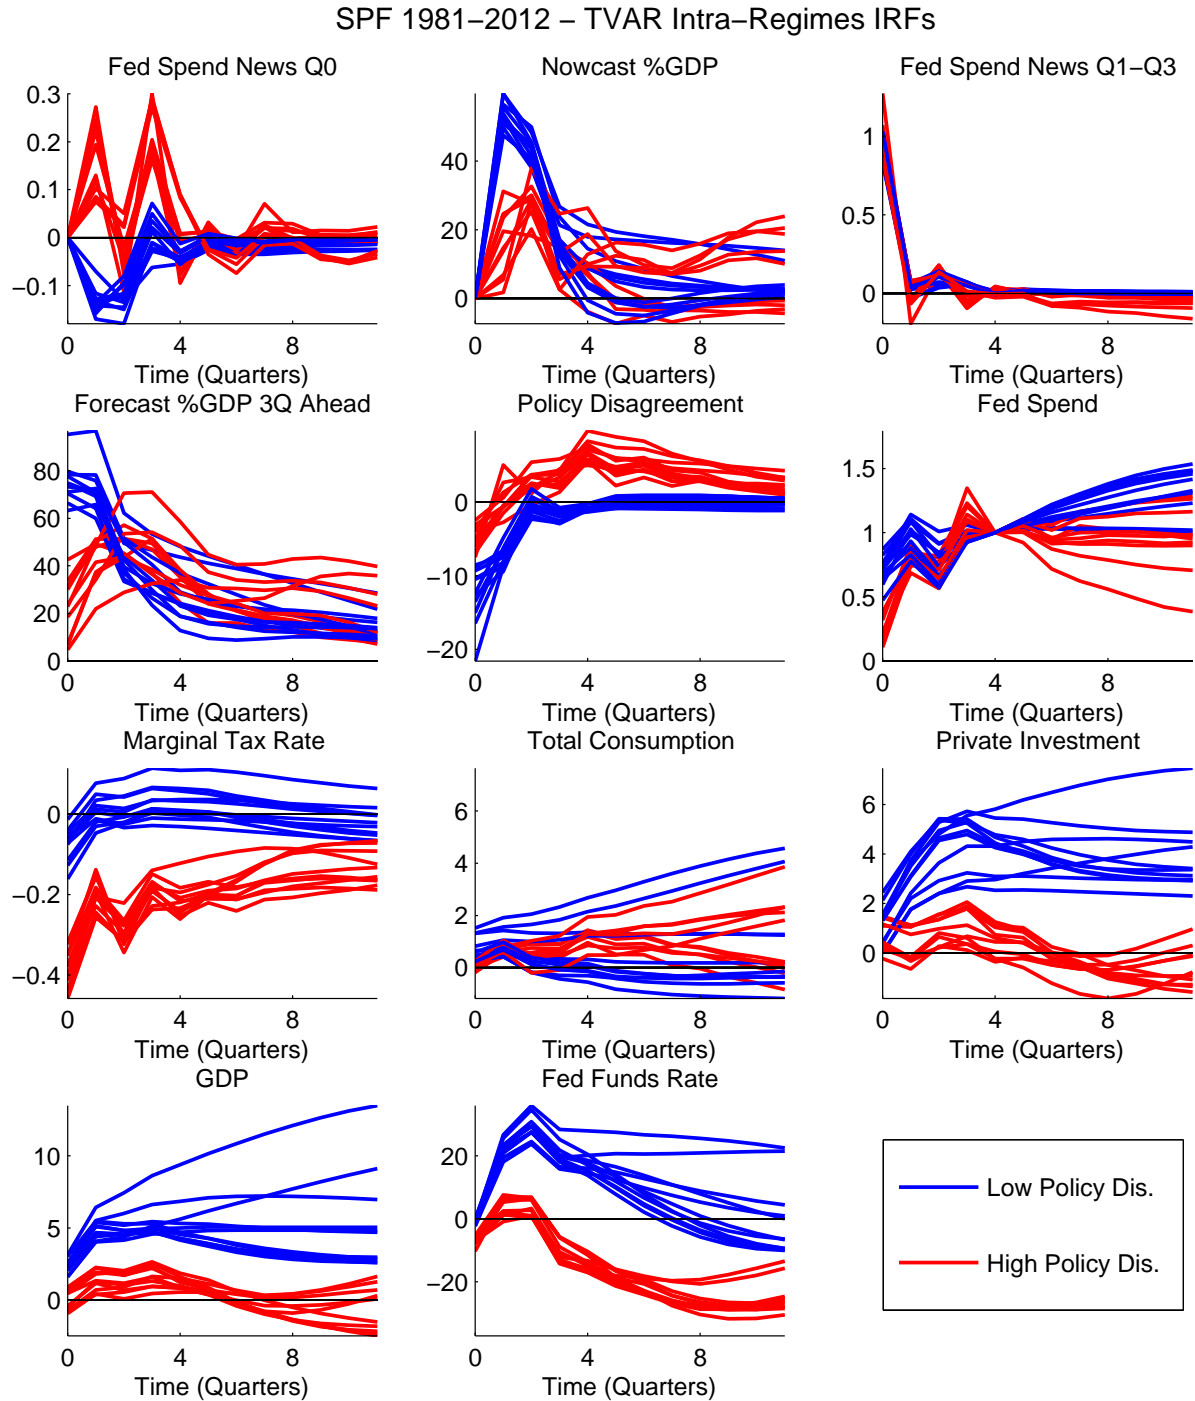 SPF 1981−2012 − TVAR Intra−Regimes IRFs
Fed Spend News Q0
Nowcast %GDP
Fed Spend News Q1−Q3
0.3
0.2
0.1
0
−0.1
40
20
0
1
0.5
0
0 4 8
0 4 8
0 4 8
Time (Quarters)
Time (Quarters)
Time (Quarters)
Forecast %GDP 3Q Ahead
Policy Disagreement
Fed Spend
80
60
40
20
0
0
−10
−20
1.5
1
0.5
0
0 4 8
0 4 8
0 4 8
Time (Quarters)
Time (Quarters)
Time (Quarters)
Marginal Tax Rate
Total Consumption
Private Investment
0
−0.2
−0.4
6
4
2
0
6
4
2
0
0 4 8
0 4 8
0 4 8
Time (Quarters)
Time (Quarters)
Time (Quarters)
GDP
Fed Funds Rate
10
5
0
20
0
−20
0 4 8
0 4 8
Time (Quarters)
Time (Quarters)
Low Policy Dis.
High Policy Dis.